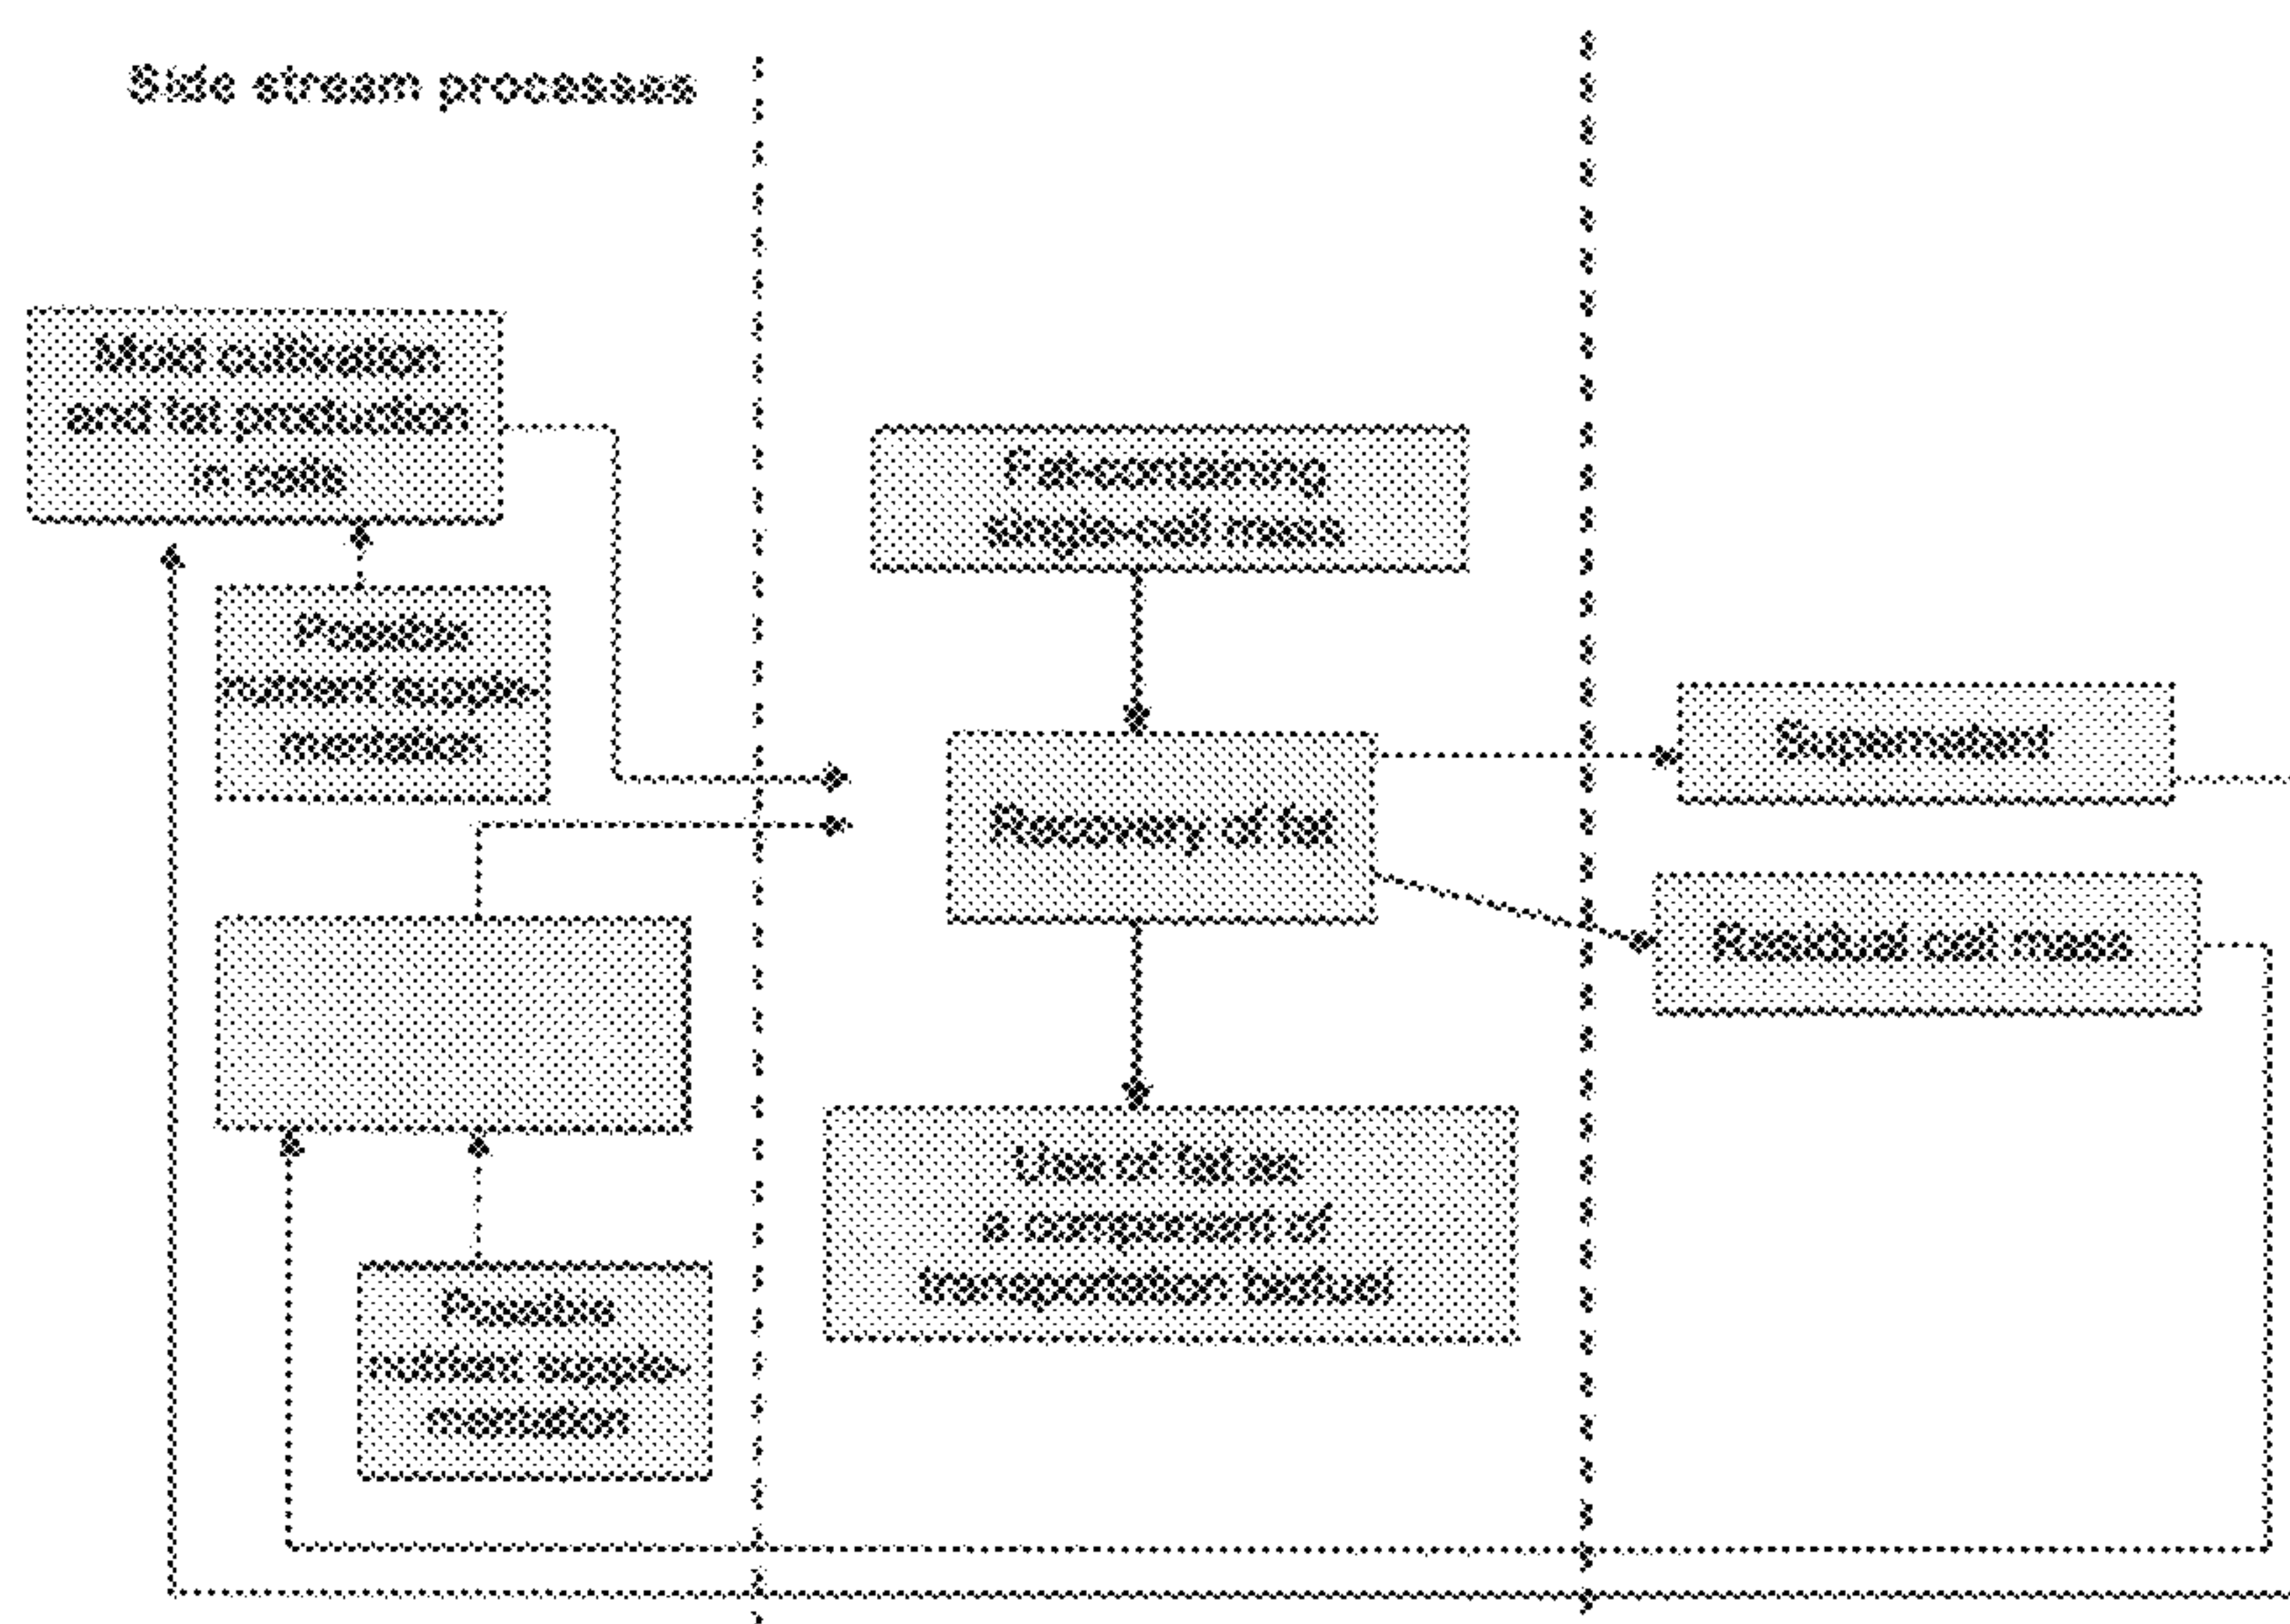 Side stream processes
Mold cultivation
and fat production
in cells
Possible
nutrient supple-
mentation
Fat-containing
single-cell mass
Recovery of fat
Use of fat as
a component of
transportation biofuel
Supernatant
Residual cell mass
Possible
nutrient supple-
mentation